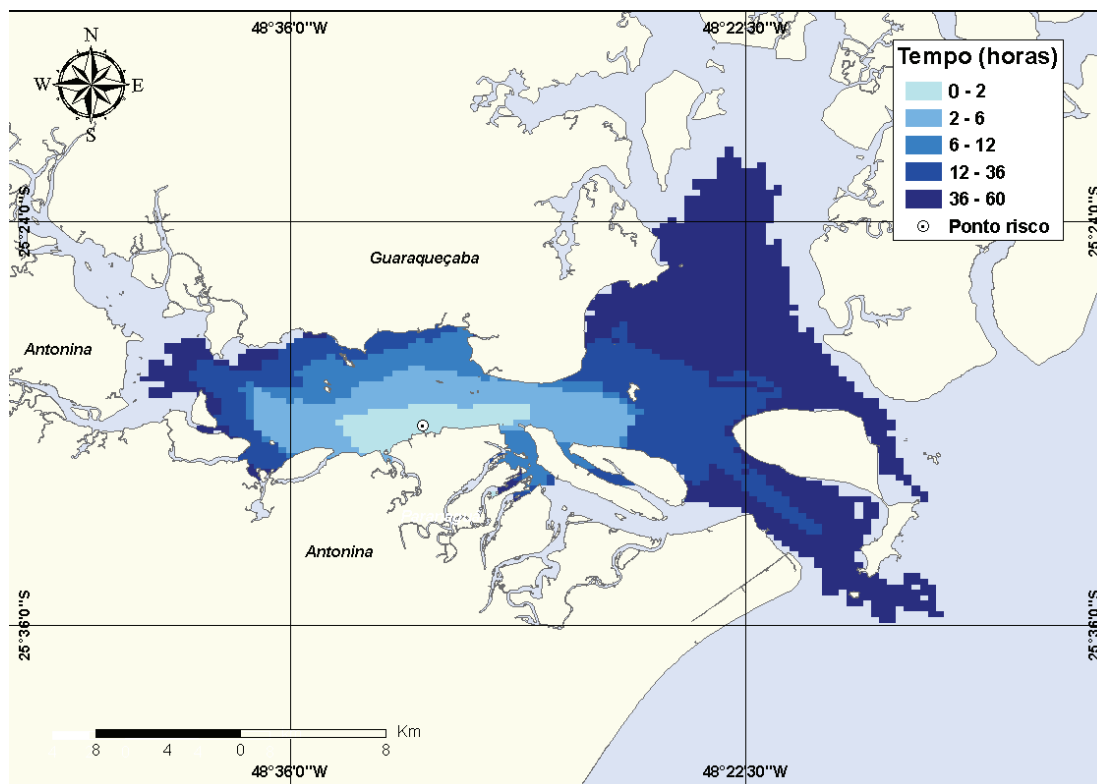 48°36'0"W
48°22'30"W
N
W E
S
Tempo (horas)
0 - 2
2 - 6
6 - 12
12 - 36
36 - 60
Ponto risco
25°24'0"S
25°24'0"S
Guaraqueçaba
Antonina
Antonina
25°36'0"S
25°36'0"S
Km
8 4 0 8
48°36'0"W
48°22'30"W